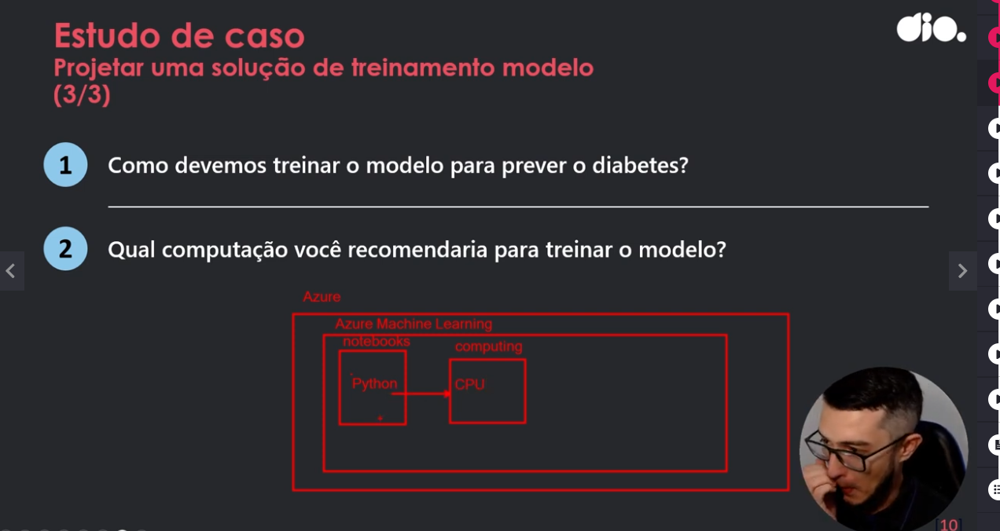 Estudo de caso
dio.
Projetar uma solução de treinamento modelo
(3/3)
1 Como devemos treinar o modelo para prever o diabetes?
2 Qual computação você recomendaria para treinar o modelo?
Azure
Azure Machine Learning
notebooks
computing
Python
CPU
[10]